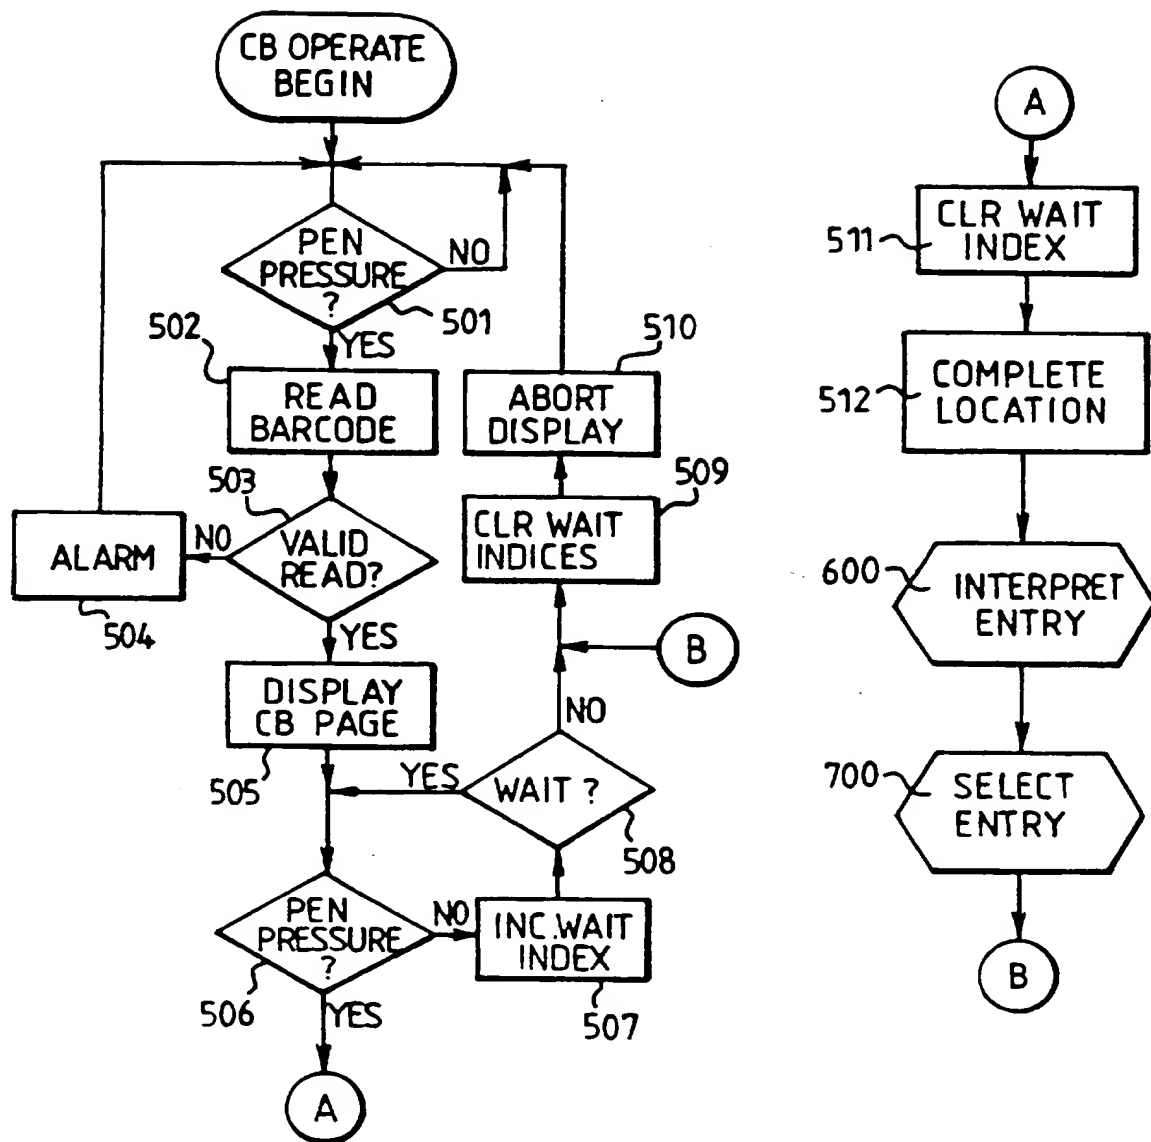 CB OPERATE
BEGIN
PEN
PRESSURE
?
NO
501
YES
502
READ
BARCODE
503
VALID
READ?
NO
ALARM
504
YES
DISPLAY
CB PAGE
505
PEN
PRESSURE
?
506
NO
YES
A
INC.WAIT
INDEX
507
WAIT ?
508
YES
NO
B
CLR WAIT
INDICES
509
ABORT
DISPLAY
510
A
CLR WAIT
INDEX
511
COMPLETE
LOCATION
512
INTERPRET
ENTRY
600
SELECT
ENTRY
700
B